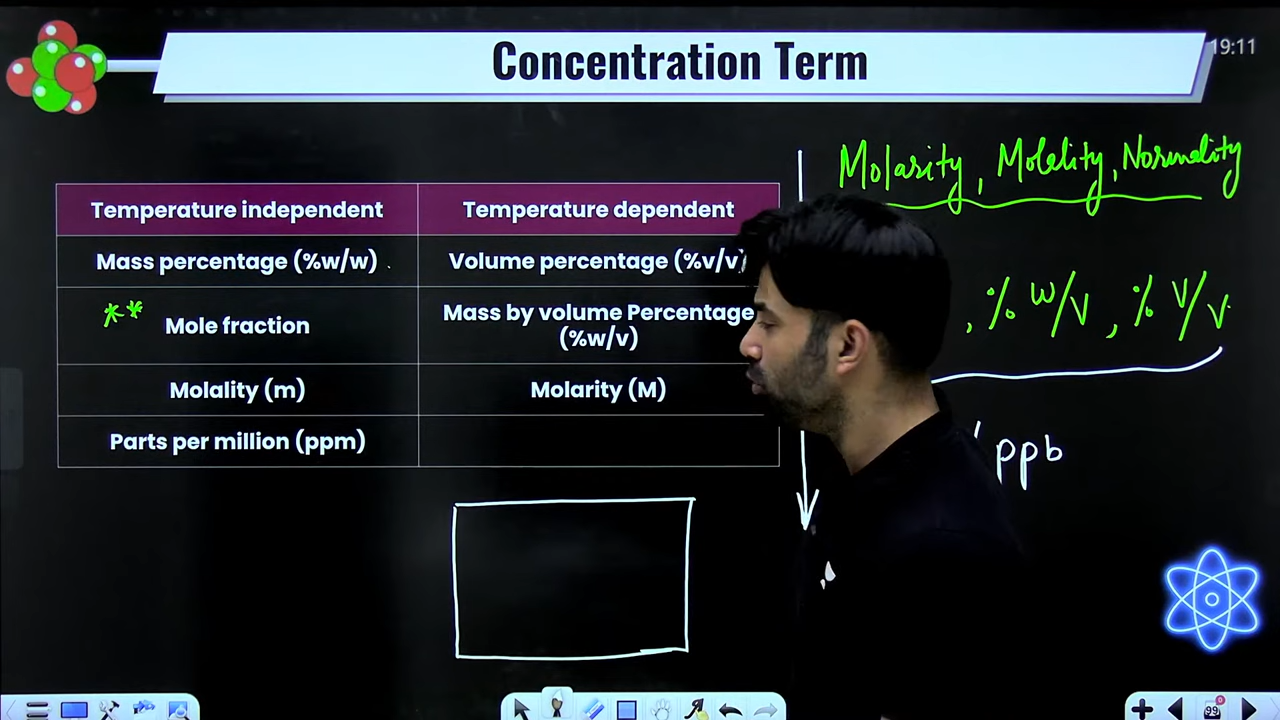 Concentration Term
19:11
Molarity, Molality, Normality
Temperature independent
Temperature dependent
Mass percentage (%w/w)
Volume percentage (%v/v)
, % w/v, % v/v
** Mole fraction
Mass by volume Percentage
(%w/v)
Molality (m)
Molarity (M)
Parts per million (ppm)
ppb
99